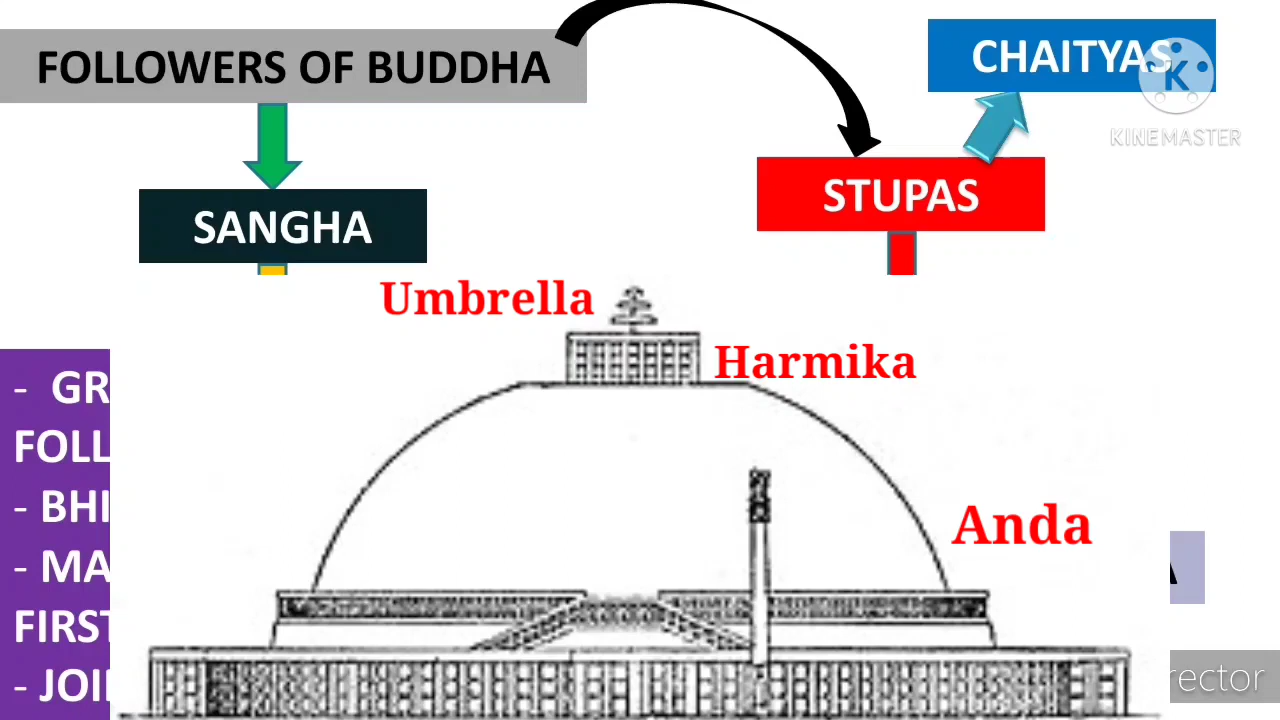 FOLLOWERS OF BUDDHA
CHAITYAS
K
KINEMASTER
STUPAS
SANGHA
Umbrella
Harmika
- GR
FOLL
- BHI
Anda
- MA
FIRST
- JOI
rector